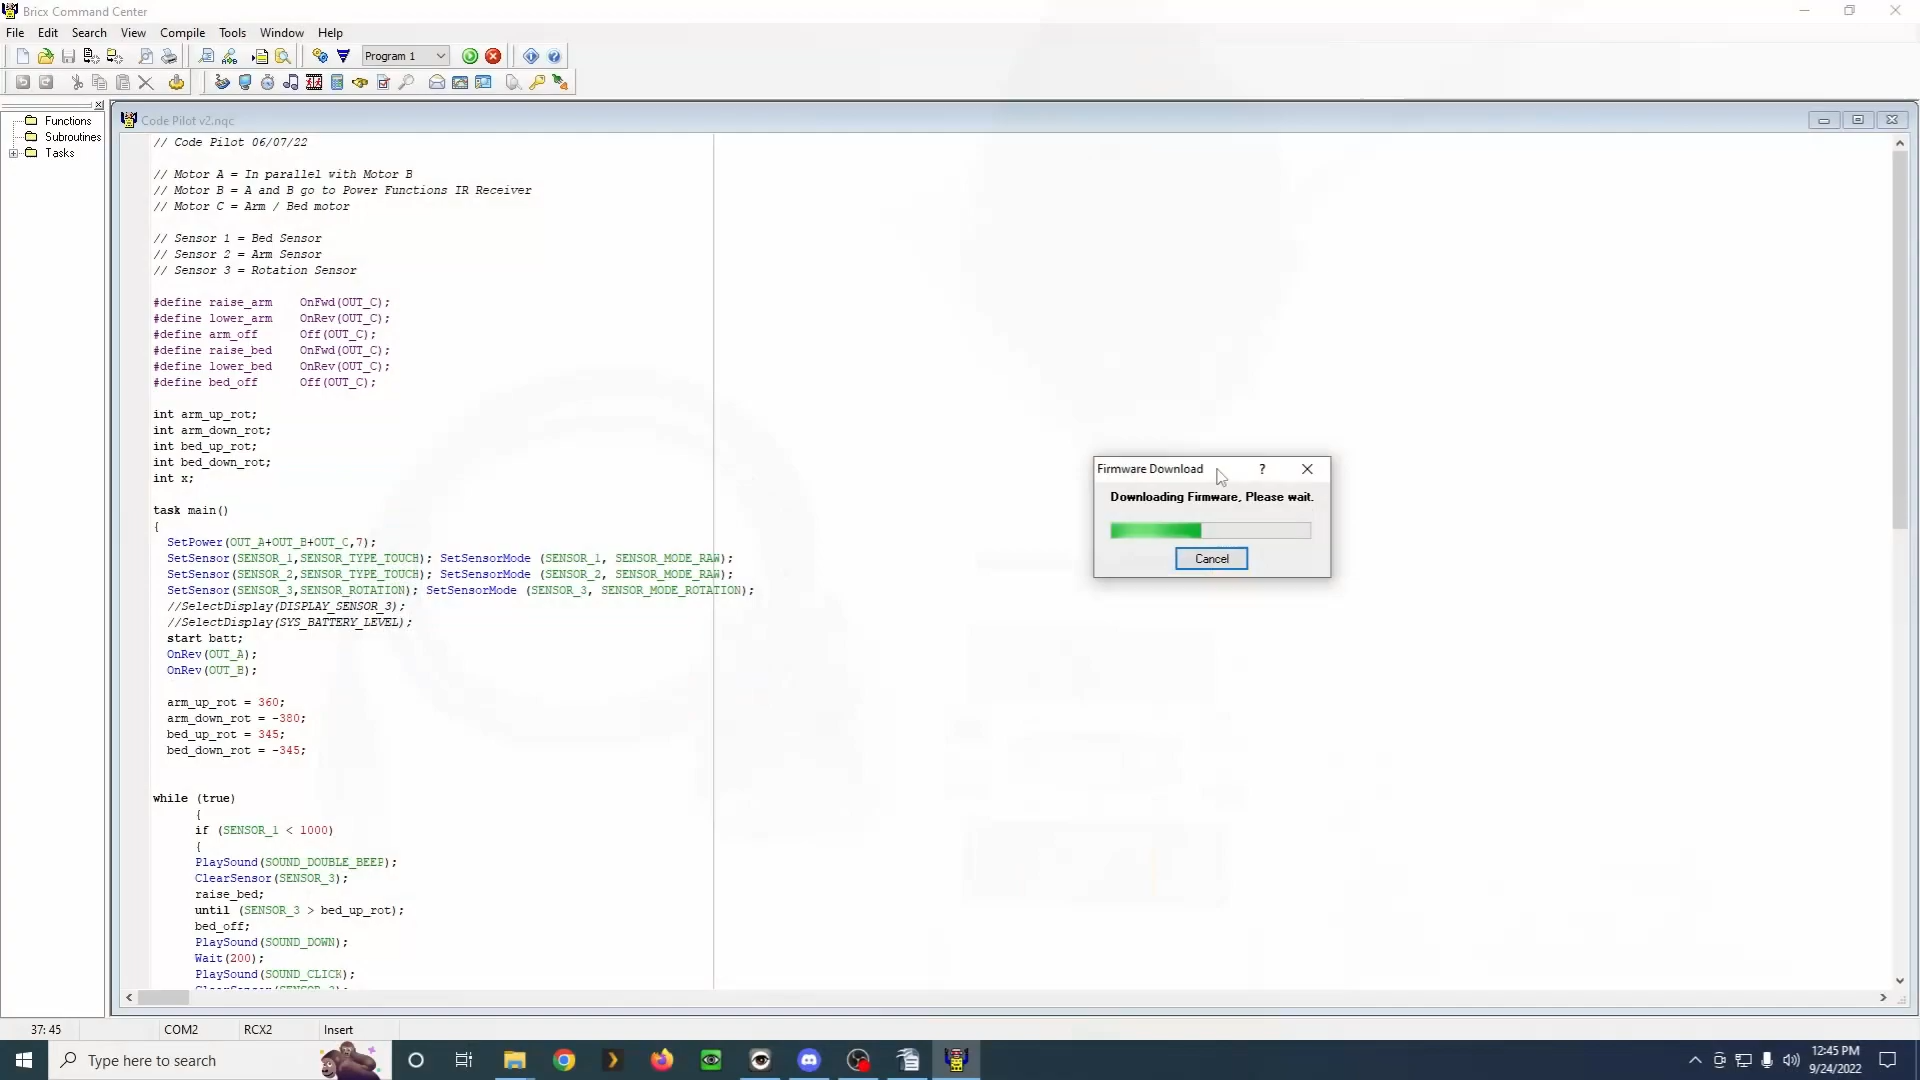 Bricx Command Center
File Edit Search View Compile Tools Window Help
Program 1
Functions
Subroutines
Tasks
Code Pilot v2.nqc
// Code Pilot 06/07/22
// Motor A = In parallel with Motor B
// Motor B = A and B go to Power Functions IR Receiver
// Motor C = Arm / Bed motor
// Sensor 1 = Bed Sensor
// Sensor 2 = Arm Sensor
// Sensor 3 = Rotation Sensor
#define raise_arm OnFwd(OUT_C);
#define lower_arm OnRev(OUT_C);
#define arm_off Off(OUT_C);
#define raise_bed OnFwd(OUT_C);
#define lower_bed OnRev(OUT_C);
#define bed_off Off(OUT_C);
int arm_up_rot;
int arm_down_rot;
int bed_up_rot;
int bed_down_rot;
int x;
task main()
{
SetPower(OUT_A+OUT_B+OUT_C,7);
SetSensor(SENSOR_1,SENSOR_TYPE_TOUCH); SetSensorMode (SENSOR_1, SENSOR_MODE_RAW);
SetSensor(SENSOR_2,SENSOR_TYPE_TOUCH); SetSensorMode (SENSOR_2, SENSOR_MODE_RAW);
SetSensor(SENSOR_3,SENSOR_ROTATION); SetSensorMode (SENSOR_3, SENSOR_MODE_ROTATION);
//SelectDisplay(DISPLAY_SENSOR_3);
//SelectDisplay(SYS_BATTERY_LEVEL);
start batt;
OnRev(OUT_A);
OnRev(OUT_B);
arm_up_rot = 360;
arm_down_rot = -380;
bed_up_rot = 345;
bed_down_rot = -345;
while (true)
{
if (SENSOR_1 < 1000)
{
PlaySound(SOUND_DOUBLE_BEEP);
ClearSensor(SENSOR_3);
raise_bed;
until (SENSOR_3 > bed_up_rot);
bed_off;
PlaySound(SOUND_DOWN);
Wait(200);
PlaySound(SOUND_CLICK);
Firmware Download ?
Downloading Firmware, Please wait.
Cancel
37: 45 COM2 RCX2 Insert
Type here to search
12:45 PM
9/24/2022